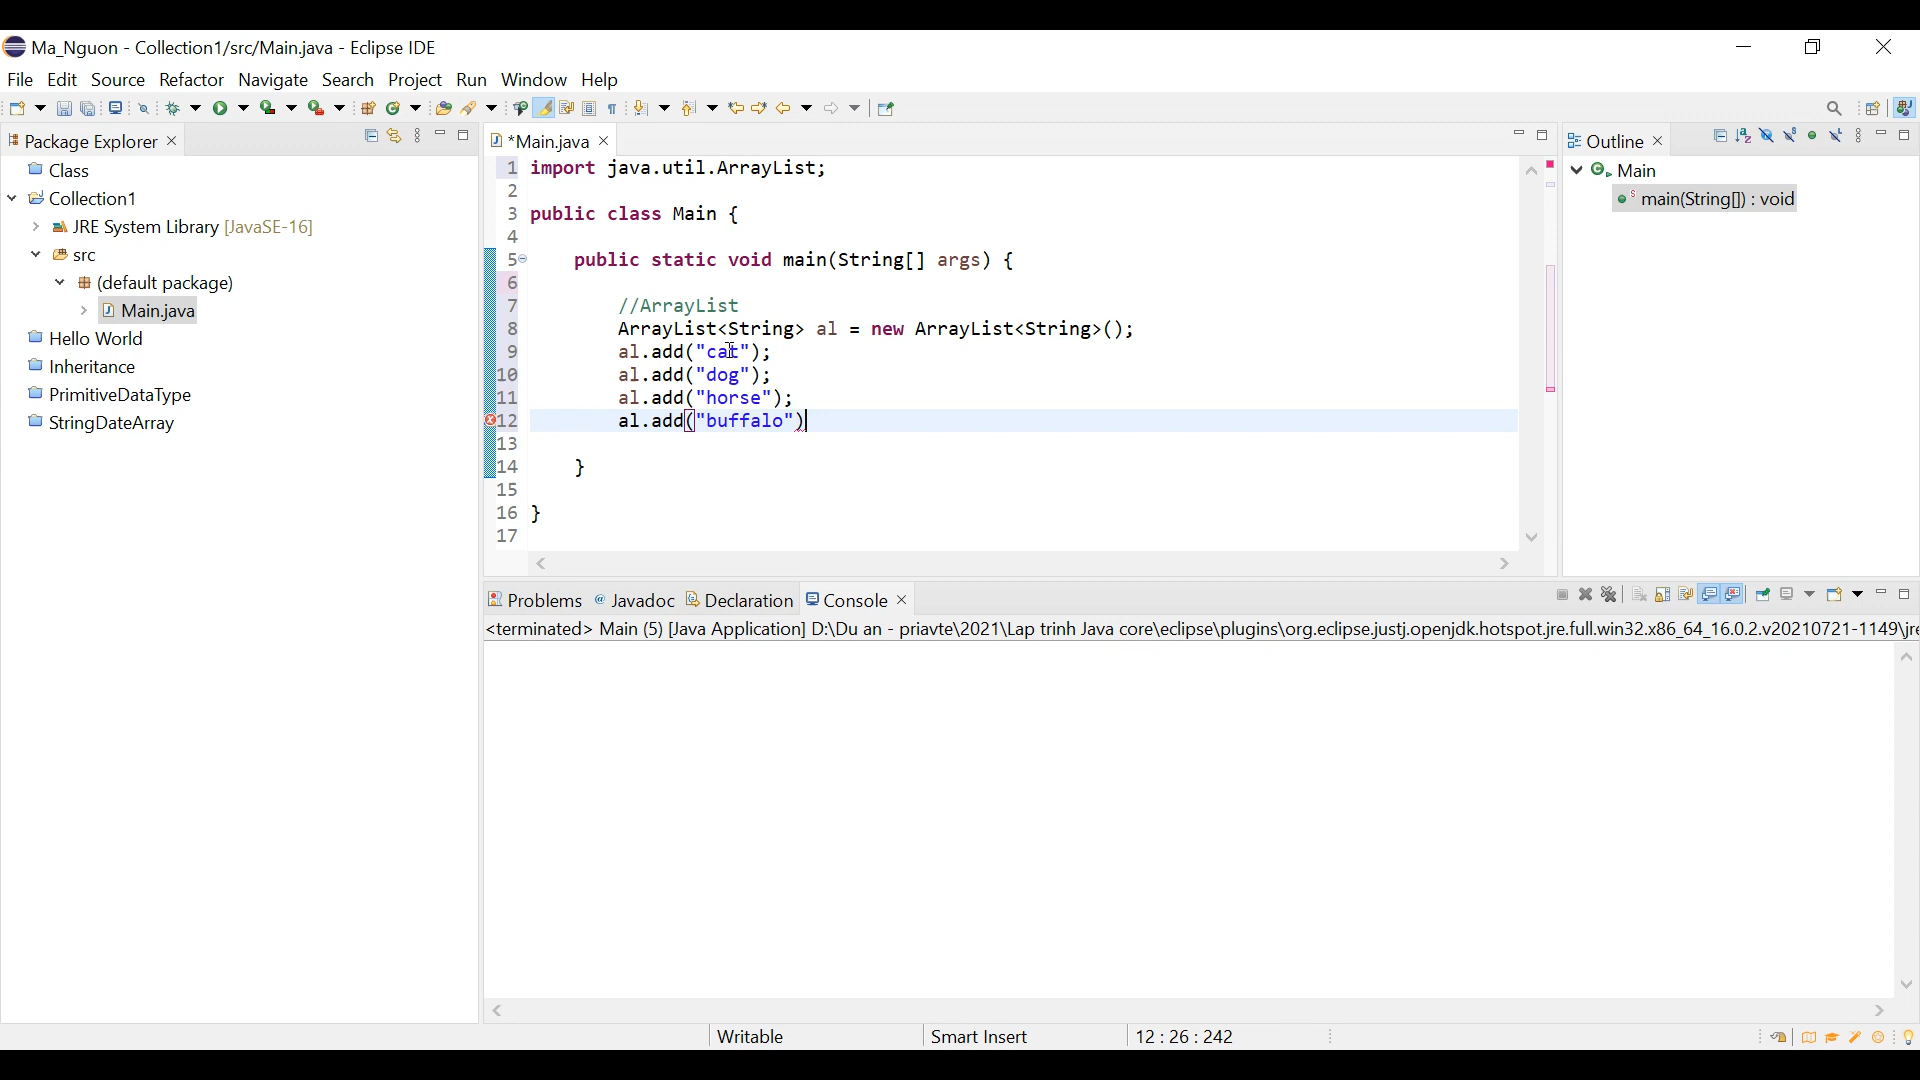 Ma_Nguon - Collection1/src/Main.java - Eclipse IDE
File Edit Source Refactor Navigate Search Project Run Window Help
Package Explorer
Class
Collection1
JRE System Library [JavaSE-16]
src
(default package)
Main.java
Hello World
Inheritance
PrimitiveDataType
StringDateArray
*Main.java
1 import java.util.ArrayList;
2
3 public class Main {
4
5 public static void main(String[] args) {
6
7 //ArrayList
8 ArrayList<String> al = new ArrayList<String>();
9 al.add("cat");
10 al.add("dog");
11 al.add("horse");
12 al.add("buffalo")
13
14 }
15
16 }
17
Outline
Main
main(String[]) : void
Problems @ Javadoc Declaration Console
<terminated> Main (5) [Java Application] D:\Du an - priavte\2021\Lap trinh Java core\eclipse\plugins\org.eclipse.justj.openjdk.hotspot.jre.full.win32.x86_64_16.0.2.v20210721-1149\jre
Writable Smart Insert 12 : 26 : 242